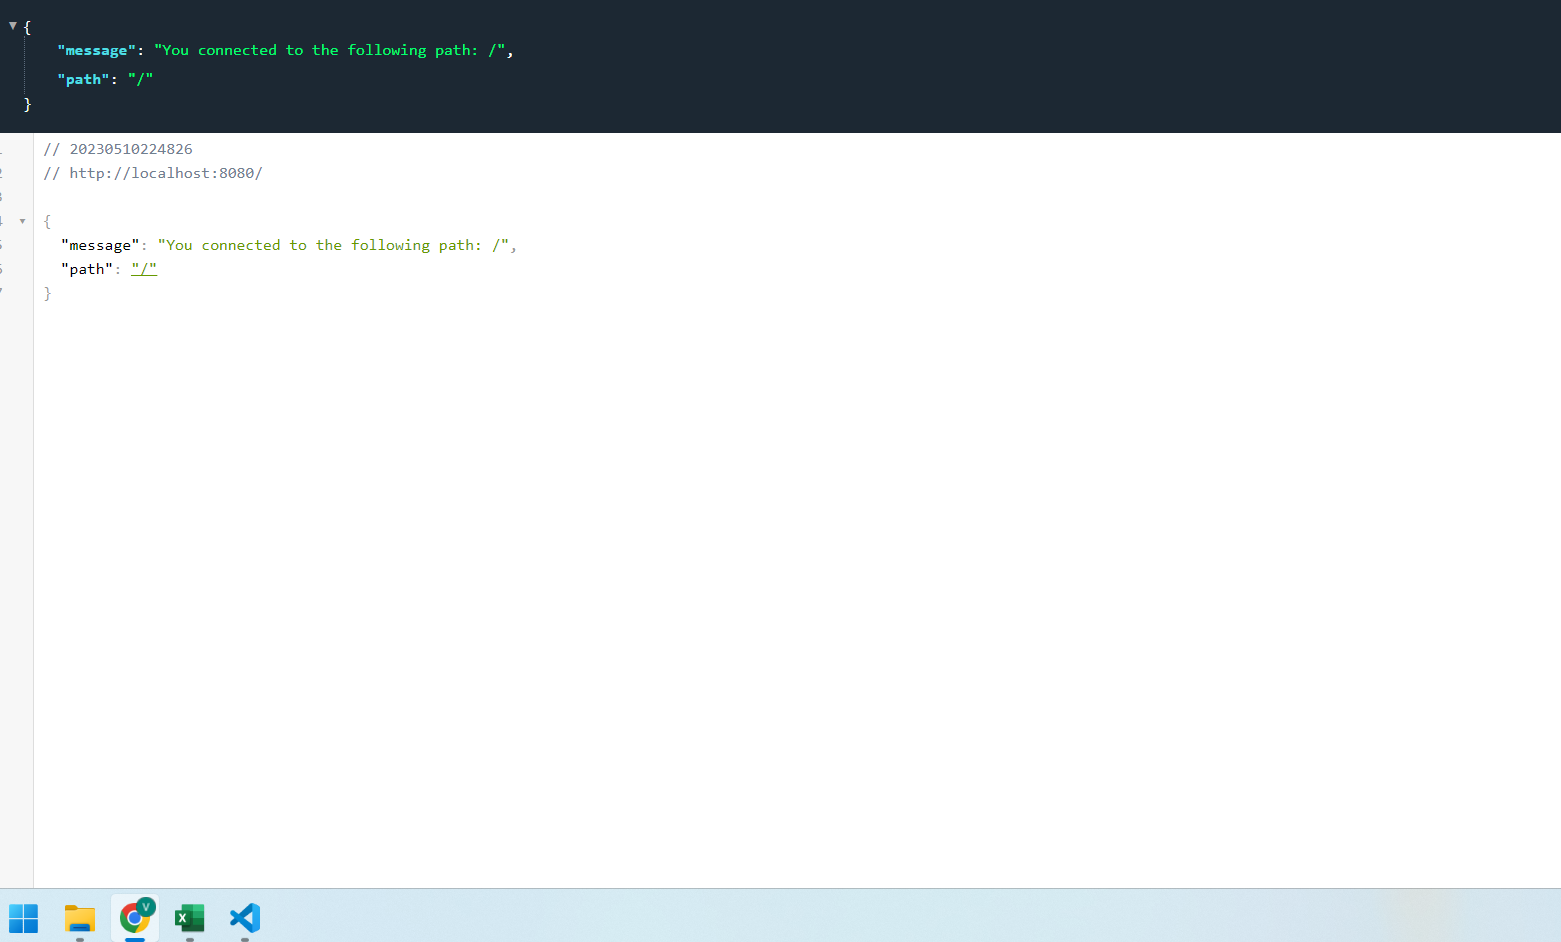 {
"message": "You connected to the following path: /",
"path": "/"
}
// 20230510224826
// http://localhost:8080/
{
"message": "You connected to the following path: /",
"path": "/"
}
V
X